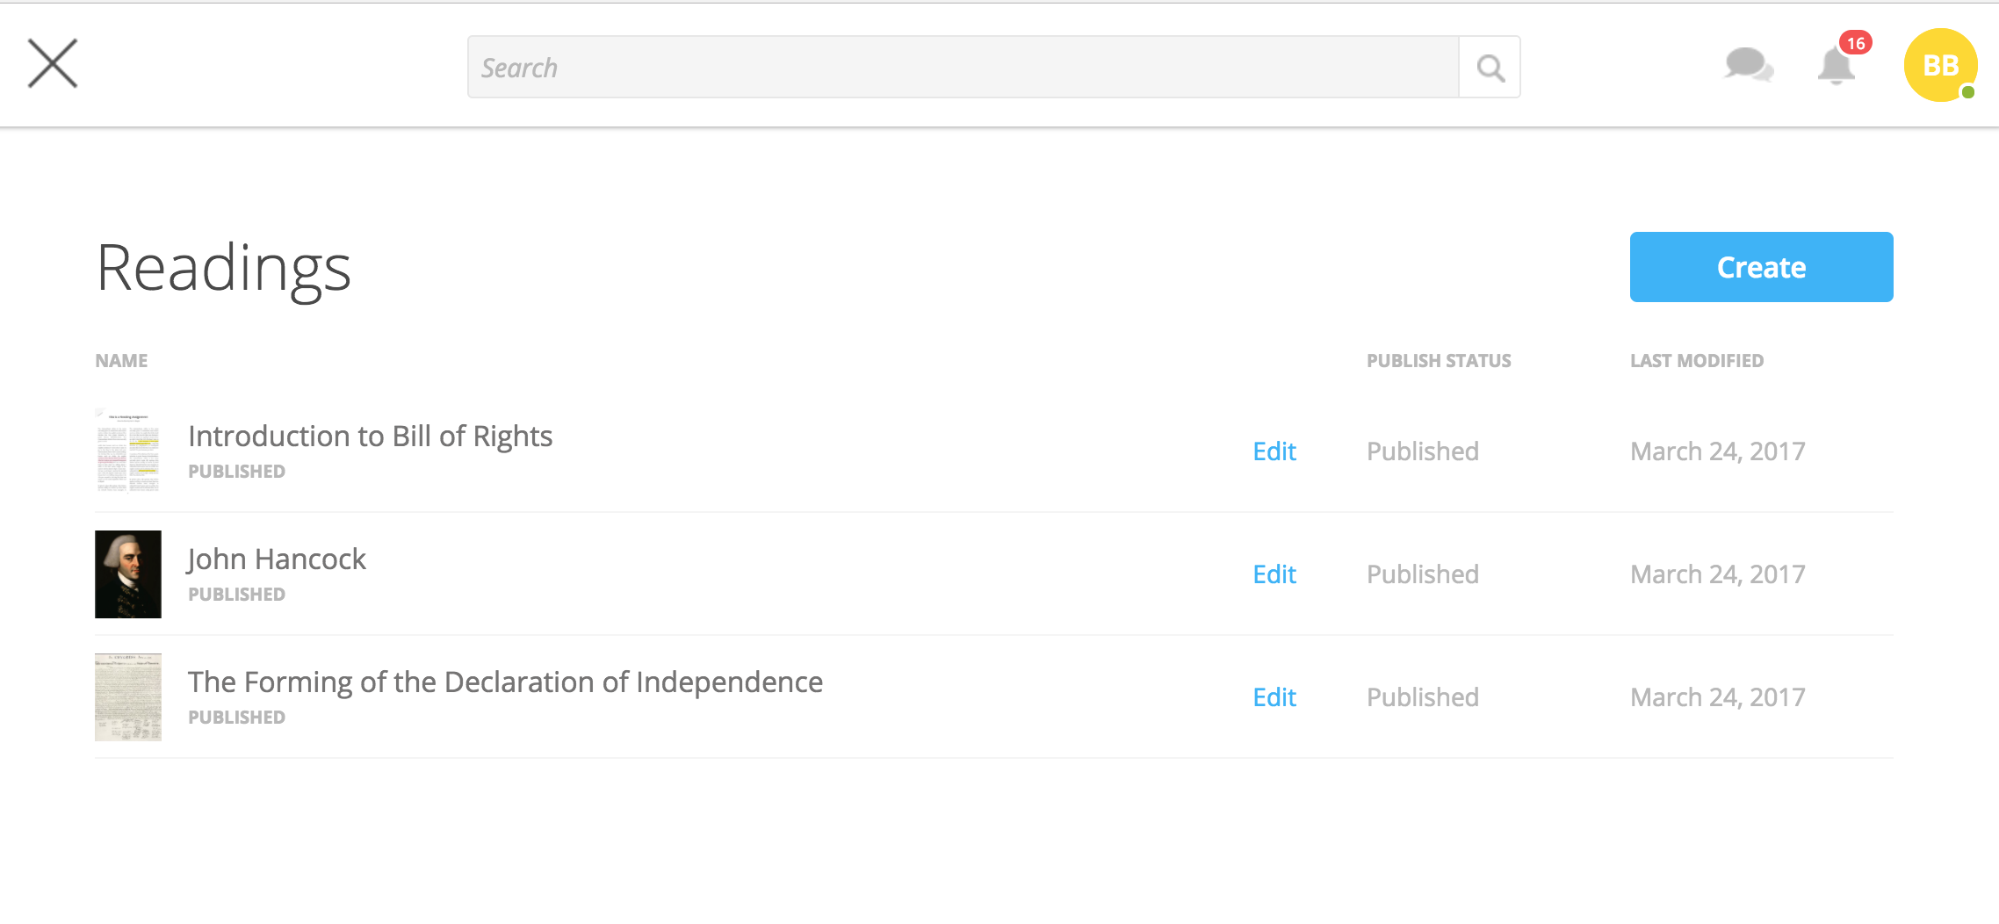 Search
16
BB
Readings
Create
NAME PUBLISH STATUS LAST MODIFIED
Introduction to Bill of Rights
PUBLISHED
Edit Published March 24, 2017
John Hancock
PUBLISHED
Edit Published March 24, 2017
The Forming of the Declaration of Independence
PUBLISHED
Edit Published March 24, 2017